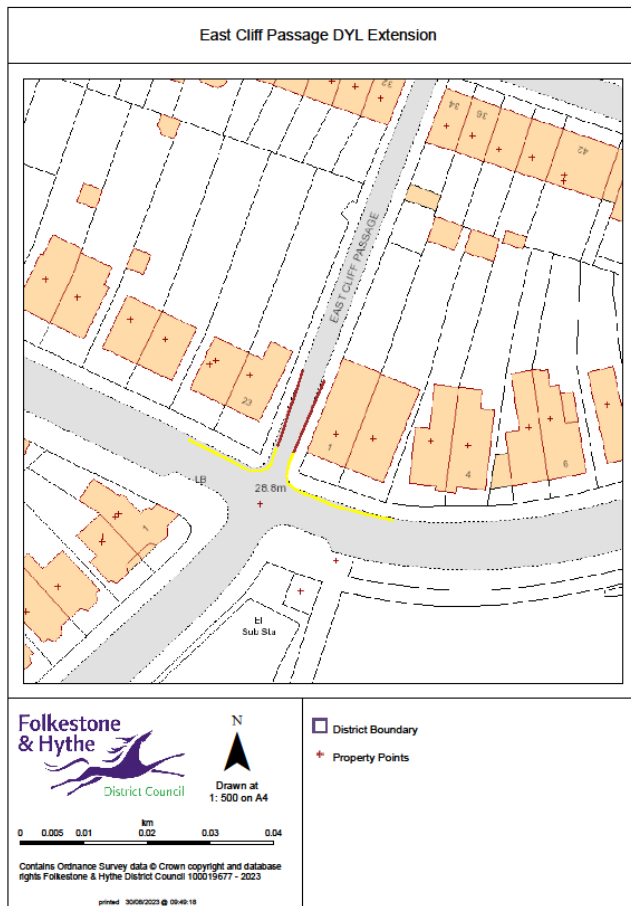 East Cliff Passage DYL Extension
32
34
36
42
EAST CLIFF PASSAGE
23
1
4
6
LB
28.8m
1
El
Sub Sta
Folkestone
& Hythe
District Council
N
Drawn at
1: 500 on A4
District Boundary
Property Points
km
0 0.005 0.01 0.02 0.03 0.04
Contains Ordnance Survey data © Crown copyright and database
rights Folkestone & Hythe District Council 100019677 - 2023
printed 30/08/2023 @ 09:49:18